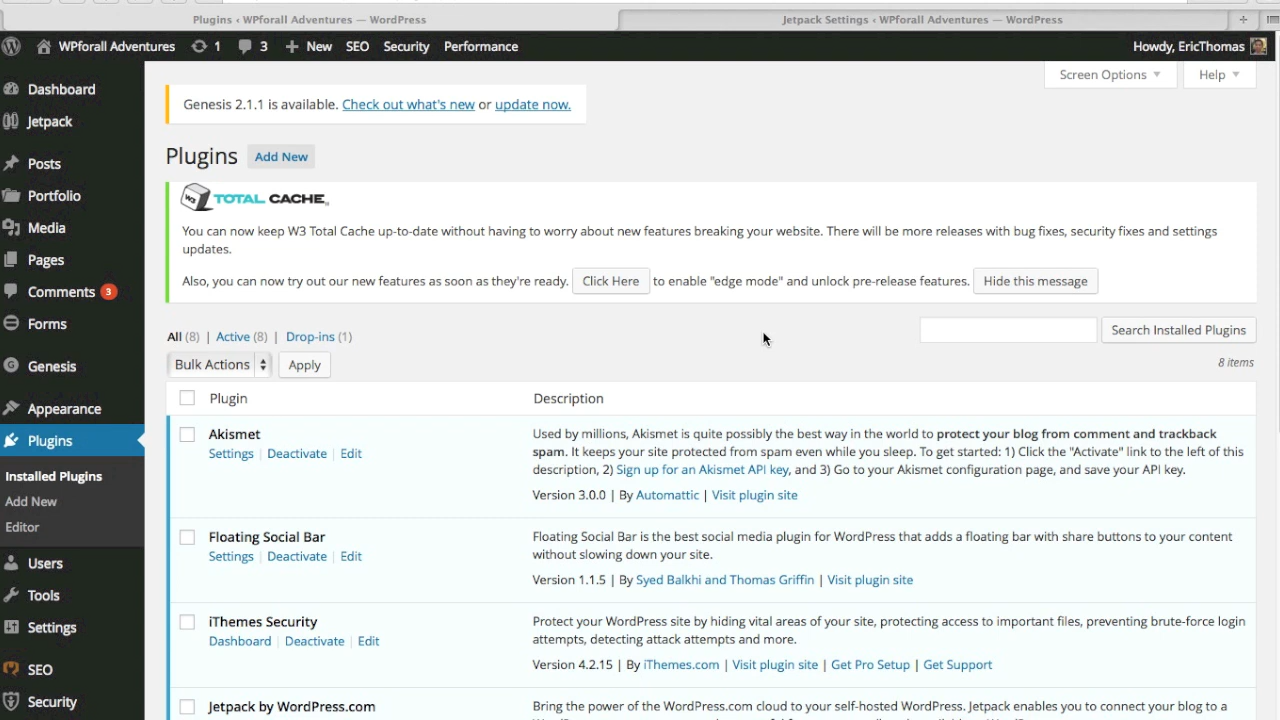 Plugins < WPforall Adventures — WordPress
Jetpack Settings < WPforall Adventures — WordPress
WPforall Adventures 1 3 + New SEO Security Performance Howdy, EricThomas
Screen Options Help
Genesis 2.1.1 is available. Check out what's new or update now.
Plugins Add New
W3 TOTAL CACHE
You can now keep W3 Total Cache up-to-date without having to worry about new features breaking your website. There will be more releases with bug fixes, security fixes and settings
updates.
Also, you can now try out our new features as soon as they're ready. Click Here to enable "edge mode" and unlock pre-release features. Hide this message
All (8) | Active (8) | Drop-ins (1)
Search Installed Plugins
Bulk Actions Apply
8 items
Plugin Description
Akismet
Settings | Deactivate | Edit
Used by millions, Akismet is quite possibly the best way in the world to protect your blog from comment and trackback
spam. It keeps your site protected from spam even while you sleep. To get started: 1) Click the "Activate" link to the left of this
description, 2) Sign up for an Akismet API key, and 3) Go to your Akismet configuration page, and save your API key.
Version 3.0.0 | By Automattic | Visit plugin site
Floating Social Bar
Settings | Deactivate | Edit
Floating Social Bar is the best social media plugin for WordPress that adds a floating bar with share buttons to your content
without slowing down your site.
Version 1.1.5 | By Syed Balkhi and Thomas Griffin | Visit plugin site
iThemes Security
Dashboard | Deactivate | Edit
Protect your WordPress site by hiding vital areas of your site, protecting access to important files, preventing brute-force login
attempts, detecting attack attempts and more.
Version 4.2.15 | By iThemes.com | Visit plugin site | Get Pro Setup | Get Support
Jetpack by WordPress.com
Bring the power of the WordPress.com cloud to your self-hosted WordPress. Jetpack enables you to connect your blog to a
Dashboard
Jetpack
Posts
Portfolio
Media
Pages
Comments 3
Forms
Genesis
Appearance
Plugins
Installed Plugins
Add New
Editor
Users
Tools
Settings
SEO
Security